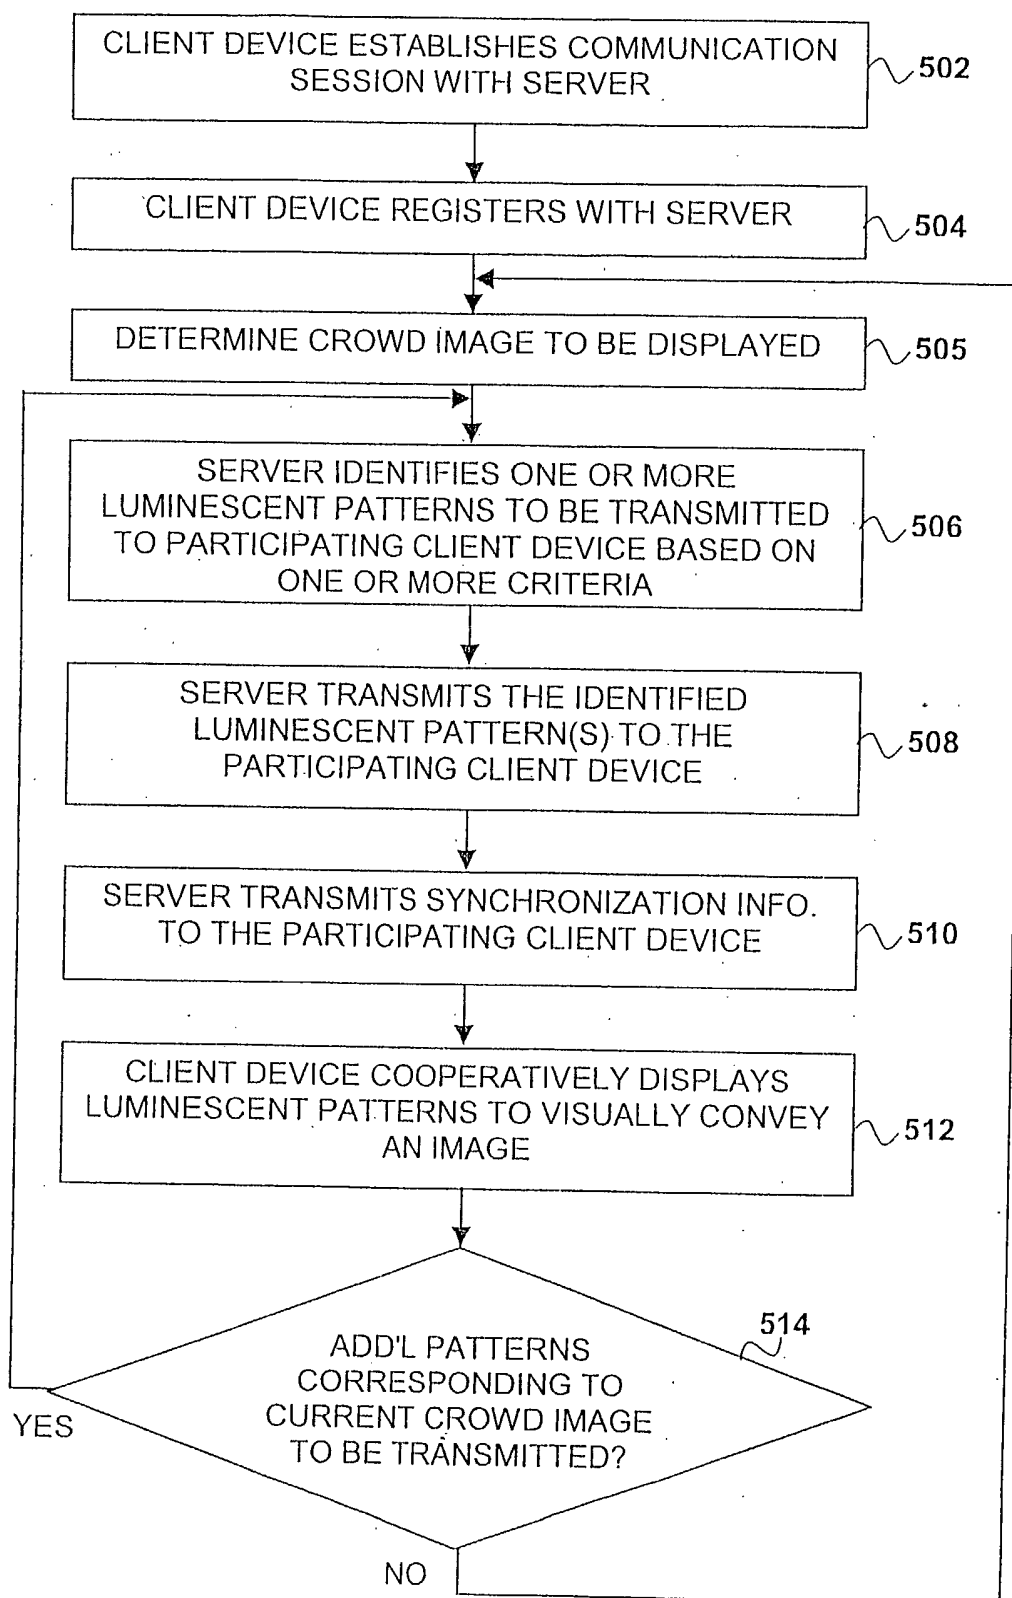 CLIENT DEVICE ESTABLISHES COMMUNICATION
SESSION WITH SERVER
502
CLIENT DEVICE REGISTERS WITH SERVER
504
DETERMINE CROWD IMAGE TO BE DISPLAYED
505
SERVER IDENTIFIES ONE OR MORE
LUMINESCENT PATTERNS TO BE TRANSMITTED
TO PARTICIPATING CLIENT DEVICE BASED ON
ONE OR MORE CRITERIA
506
SERVER TRANSMITS THE IDENTIFIED
LUMINESCENT PATTERN(S) TO THE
PARTICIPATING CLIENT DEVICE
508
SERVER TRANSMITS SYNCHRONIZATION INFO.
TO THE PARTICIPATING CLIENT DEVICE
510
CLIENT DEVICE COOPERATIVELY DISPLAYS
LUMINESCENT PATTERNS TO VISUALLY CONVEY
AN IMAGE
512
514
ADD'L PATTERNS
CORRESPONDING TO
CURRENT CROWD IMAGE
TO BE TRANSMITTED?
YES
NO